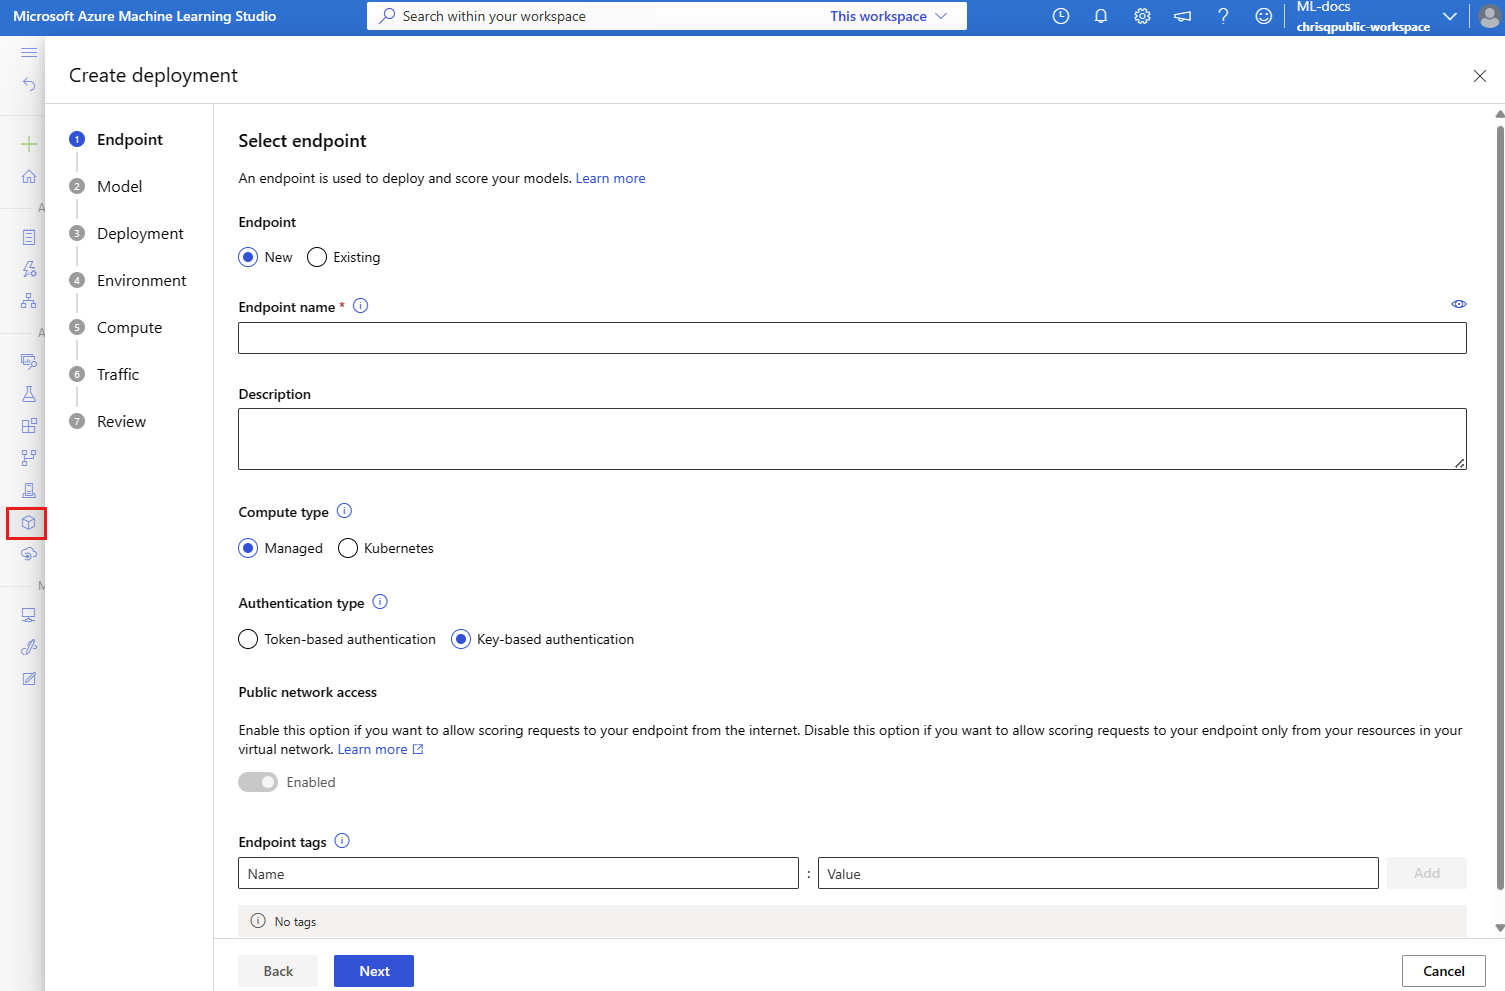 Microsoft Azure Machine Learning Studio
Search within your workspace
This workspace
ML-docs
chrisqpublic-workspace
Create deployment
1 Endpoint
2 Model
3 Deployment
4 Environment
5 Compute
6 Traffic
7 Review
Select endpoint
An endpoint is used to deploy and score your models. Learn more
Endpoint
New Existing
Endpoint name *
Description
Compute type
Managed Kubernetes
Authentication type
Token-based authentication Key-based authentication
Public network access
Enable this option if you want to allow scoring requests to your endpoint from the internet. Disable this option if you want to allow scoring requests to your endpoint only from your resources in your
virtual network. Learn more
Enabled
Endpoint tags
Name : Value Add
No tags
Back Next Cancel